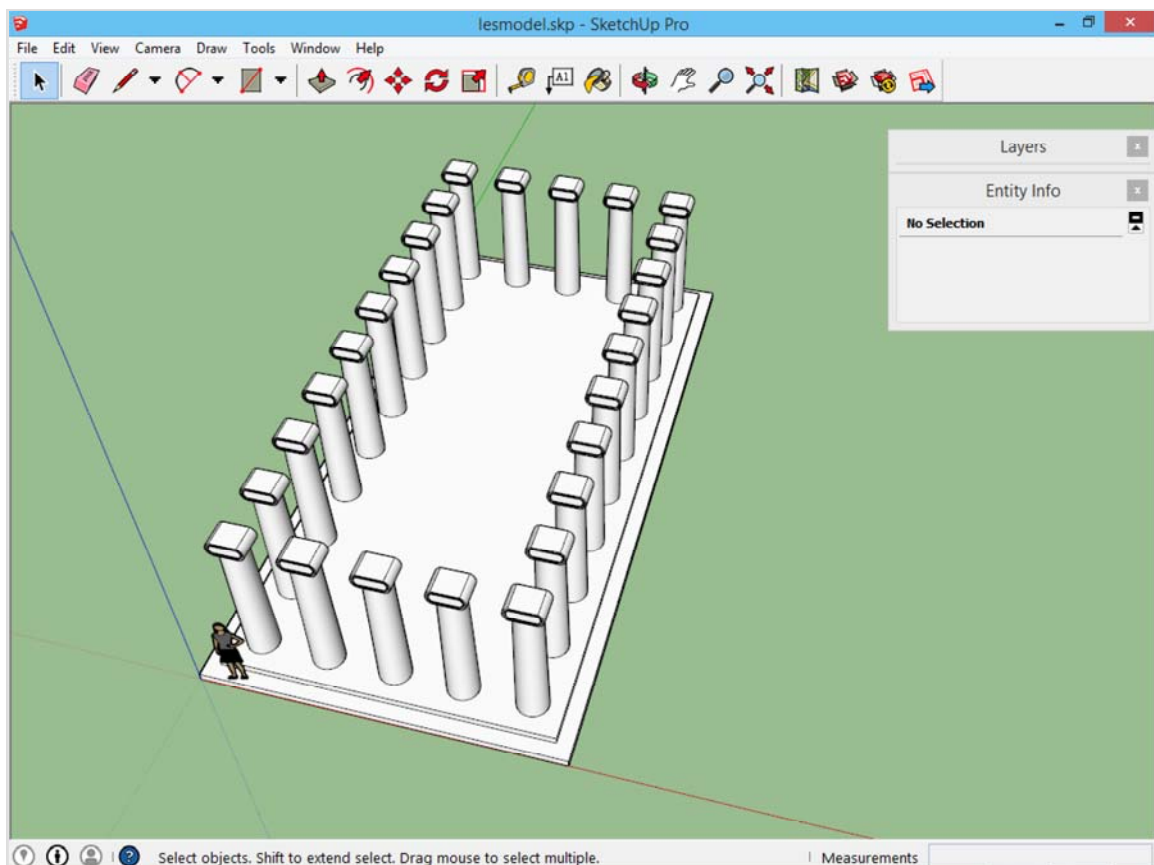 lesmodel.skp - SketchUp Pro
File Edit View Camera Draw Tools Window Help
A1
Layers
Entity Info
No Selection
Select objects. Shift to extend select. Drag mouse to select multiple.
Measurements